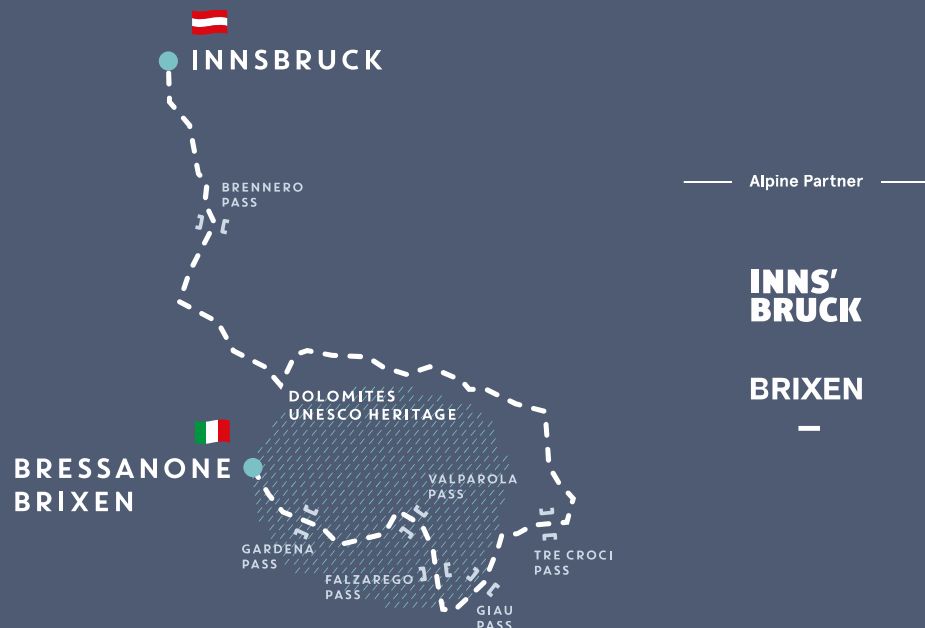 INNSBRUCK
BRENNERO
PASS
Alpine Partner
INNS'
BRUCK
BRIXEN
DOLOMITES
UNESCO HERITAGE
BRESSANONE
BRIXEN
VALPAROLA
PASS
GARDENA
PASS
TRE CROCI
PASS
FALZAREGO
PASS
GIAU
PASS